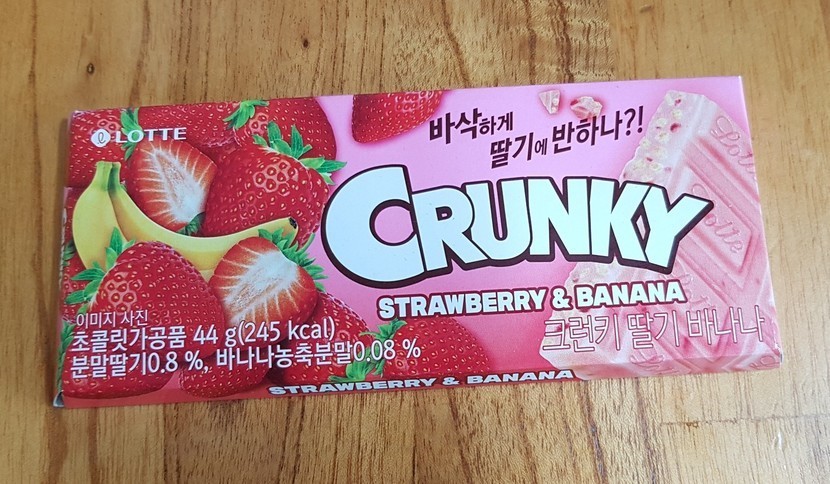 LOTTE
바삭하게
딸기에 반하나?!
CRUNKY
STRAWBERRY & BANANA
크런키 딸기 바나나
이미지 사진
초콜릿가공품 44 g(245 kcal)
분말딸기0.8 %, 바나나농축분말0.08 %
STRAWBERRY & BANANA
Lotte
Lotte